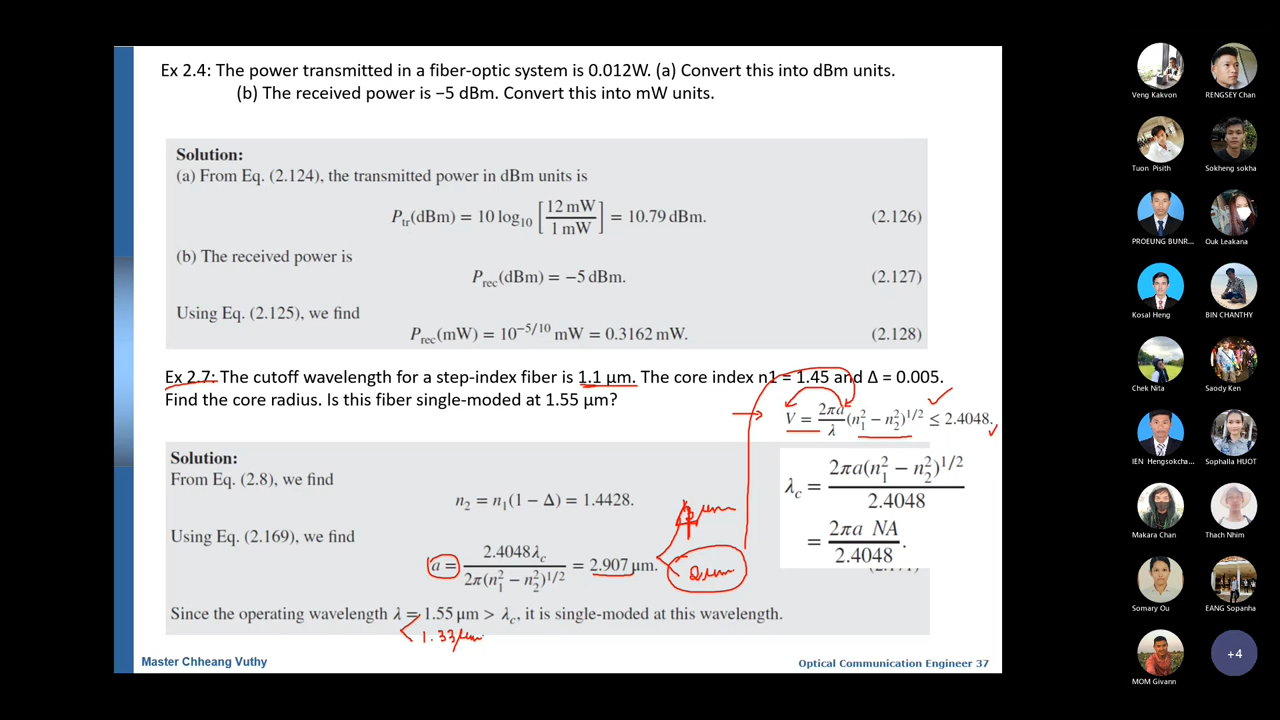 Ex 2.4: The power transmitted in a fiber-optic system is 0.012W. (a) Convert this into dBm units.
(b) The received power is −5 dBm. Convert this into mW units.
Solution:
(a) From Eq. (2.124), the transmitted power in dBm units is
P_tr(dBm) = 10 log₁₀ [12 mW / 1 mW] = 10.79 dBm. (2.126)
(b) The received power is
P_rec(dBm) = −5 dBm. (2.127)
Using Eq. (2.125), we find
P_rec(mW) = 10^(−5/10) mW = 0.3162 mW. (2.128)
Ex 2.7: The cutoff wavelength for a step-index fiber is 1.1 μm. The core index n1 = 1.45 and Δ = 0.005.
Find the core radius. Is this fiber single-moded at 1.55 μm?
V = 2πa/λ (n₁² − n₂²)^1/2 ≤ 2.4048.
Solution:
From Eq. (2.8), we find
n₂ = n₁(1 − Δ) = 1.4428.
Using Eq. (2.169), we find
a = 2.4048λc / 2π(n₁² − n₂²)^1/2 = 2.907 μm.
2 μm
Since the operating wavelength λ = 1.55 μm > λc, it is single-moded at this wavelength.
1.33 μm
λc = 2πa(n₁² − n₂²)^1/2 / 2.4048
= 2πa NA / 2.4048.
Master Chheang Vuthy
Optical Communication Engineer 37
Veng Kakvon
RENGSEY Chan
Tuon Pisith
Sokheng sokha
PROEUNG BUNR...
Ouk Leakana
Kosal Heng
BIN CHANTHY
Chek Nita
Saody Ken
IEN Hengsokcha...
Sophalla HUOT
Makara Chan
Thach Nhim
Somary Ou
EANG Sopanha
MOM Givann
+4